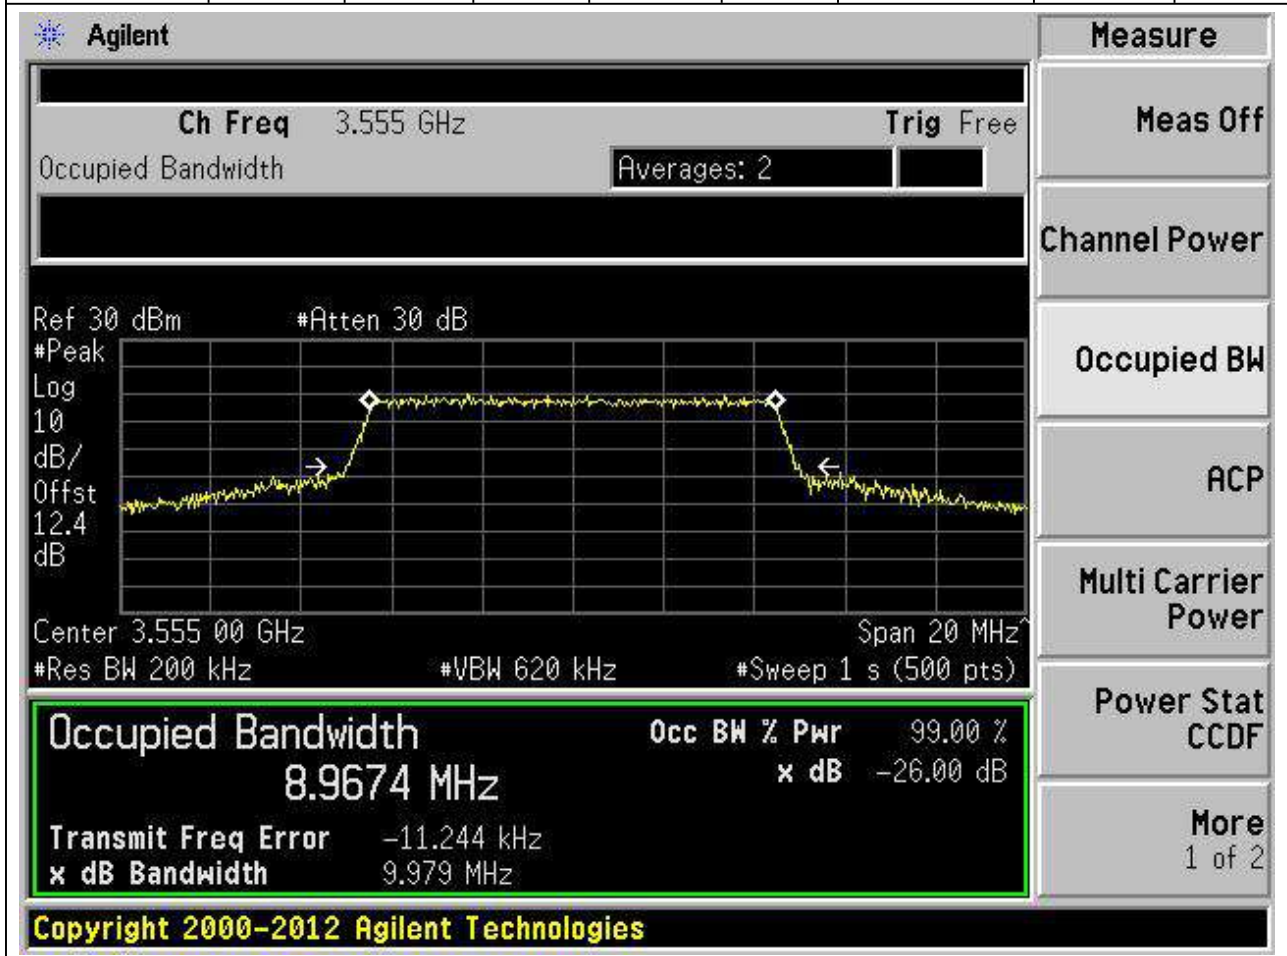 Agilent
Measure
Ch Freq 3.555 GHz Trig Free
Occupied Bandwidth Averages: 2
Ref 30 dBm #Atten 30 dB
#Peak
Log
10
dB/
Offst
12.4
dB
Center 3.555 00 GHz Span 20 MHz^
#Res BW 200 kHz #VBW 620 kHz #Sweep 1 s (500 pts)
Occupied Bandwidth Occ BW % Pwr 99.00 %
8.9674 MHz x dB -26.00 dB
Transmit Freq Error -11.244 kHz
x dB Bandwidth 9.979 MHz
Meas Off
Channel Power
Occupied BW
ACP
Multi Carrier
Power
Power Stat
CCDF
More
1 of 2
Copyright 2000-2012 Agilent Technologies